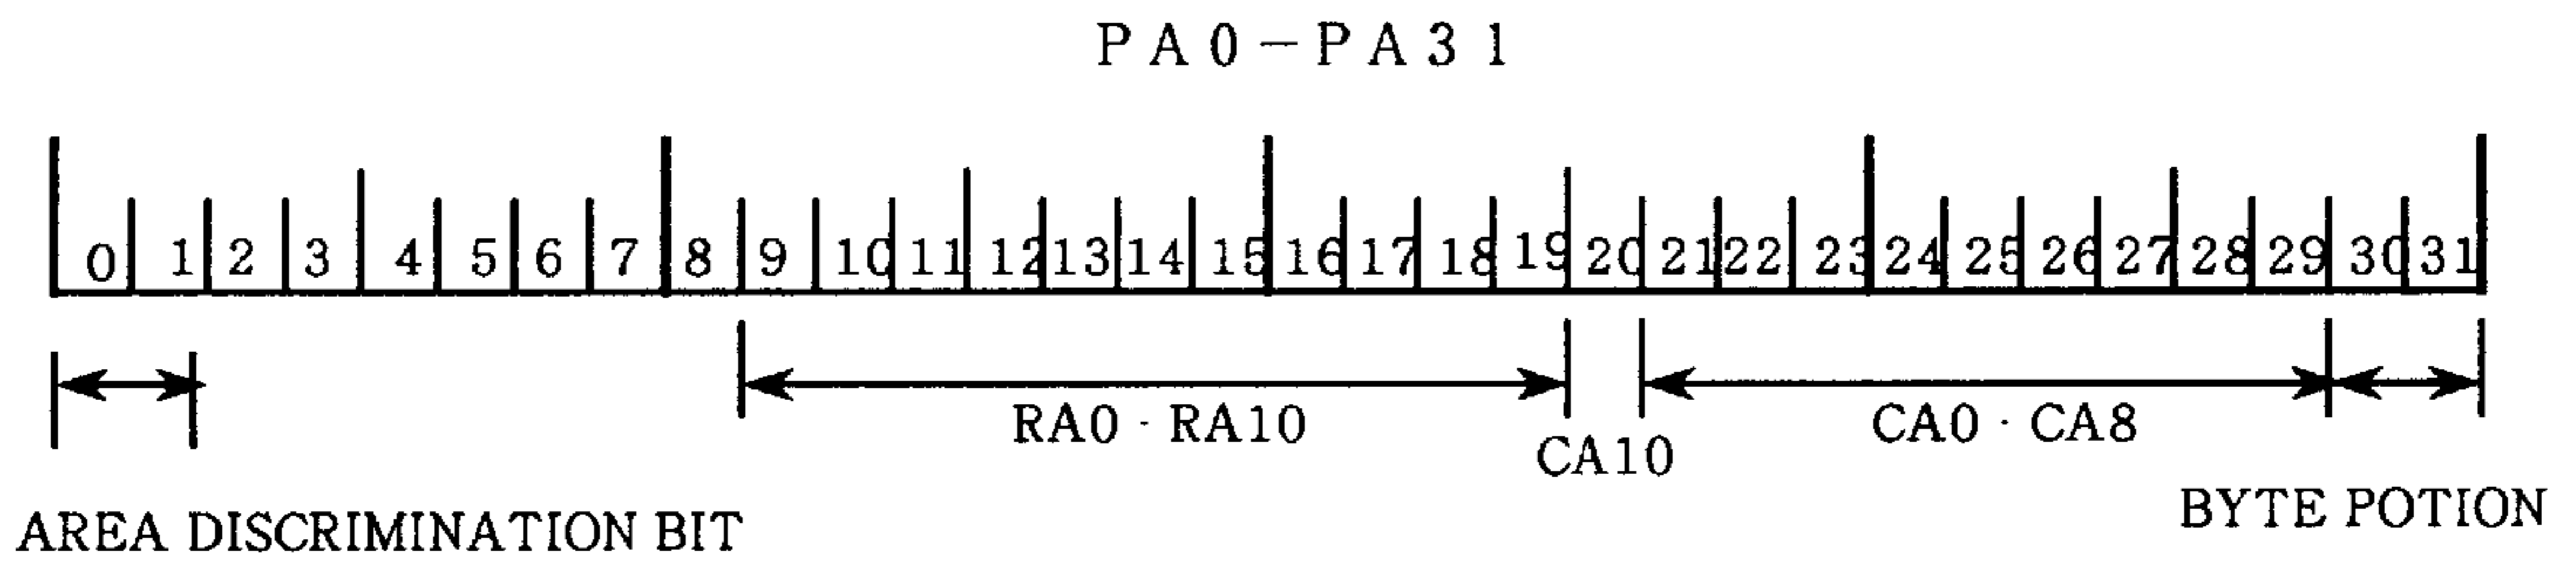 PA0-PA31
0 1 2 3 4 5 6 7 8 9 10 11 12 13 14 15 16 17 18 19 20 21 22 23 24 25 26 27 28 29 30 31
RA0 · RA10
CA10
CA0 · CA8
AREA DISCRIMINATION BIT
BYTE POTION